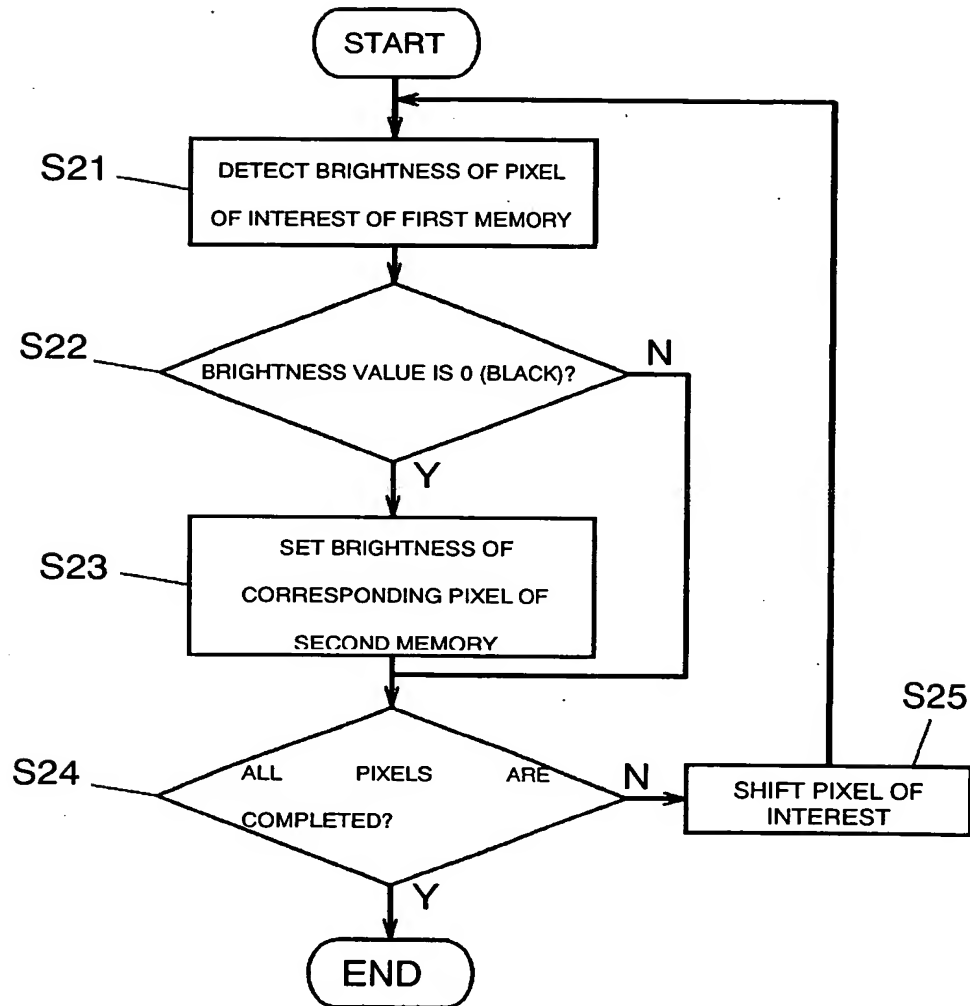 START
S21
DETECT BRIGHTNESS OF PIXEL
OF INTEREST OF FIRST MEMORY
S22
BRIGHTNESS VALUE IS 0 (BLACK)?
N
Y
S23
SET BRIGHTNESS OF
CORRESPONDING PIXEL OF
SECOND MEMORY
S24
ALL PIXELS ARE
COMPLETED?
N
S25
SHIFT PIXEL OF
INTEREST
Y
END